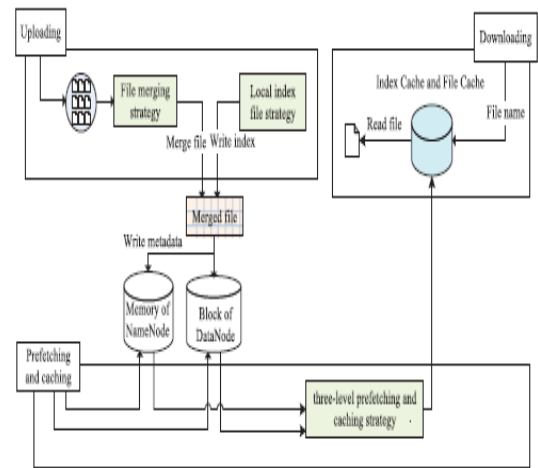 Uploading
Downloading
File merging
strategy
Local index
file strategy
Index Cache and File Cache
Read file
File name
Merge file
Write index
Merged file
Write metadata
Memory of
NameNode
Block of
DataNode
Prefetching
and caching
three-level prefetching and
caching strategy